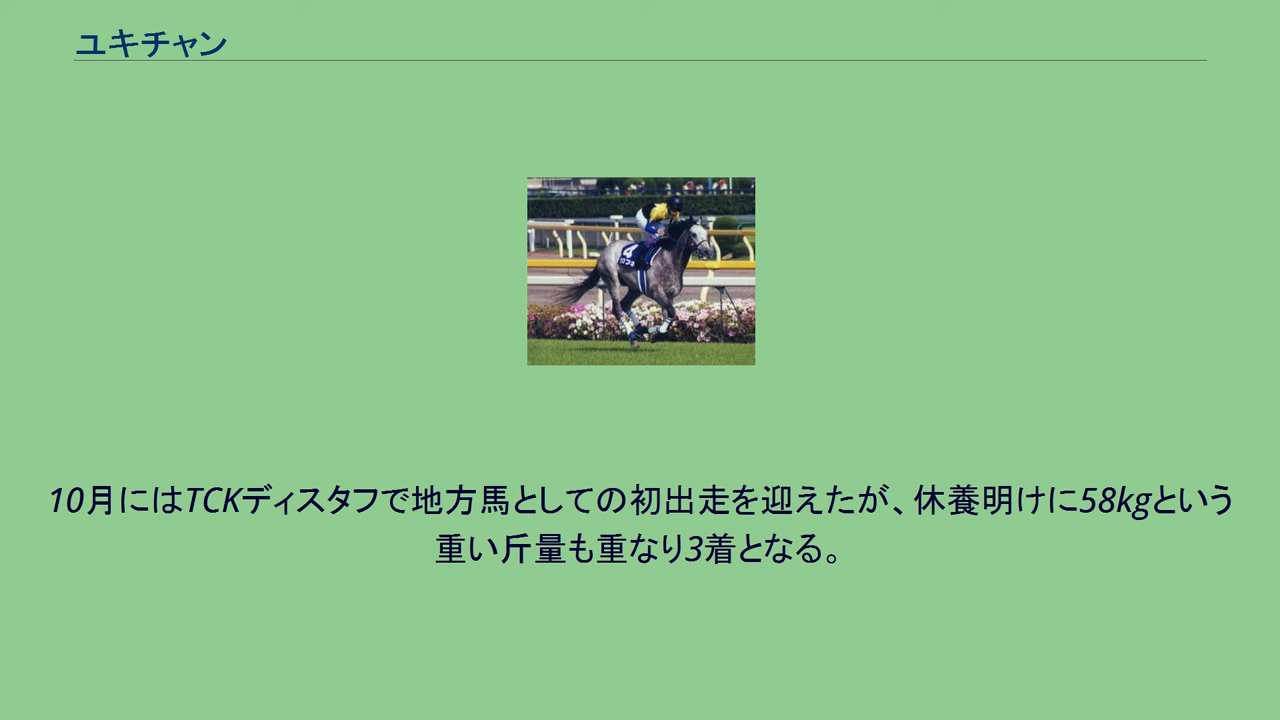 ユキチャン
4
10月にはTCKディスタフで地方馬としての初出走を迎えたが、休養明けに58kgという
重い斤量も重なり3着となる。